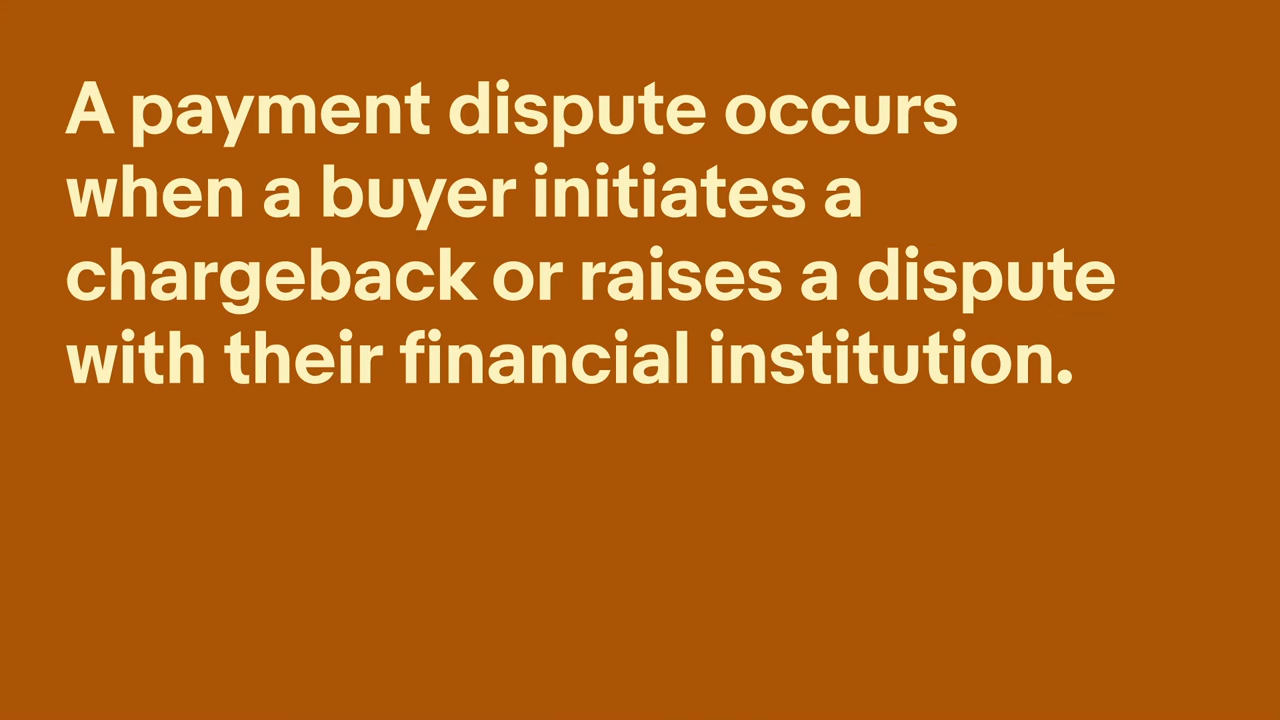 A payment dispute occurs
when a buyer initiates a
chargeback or raises a dispute
with their financial institution.